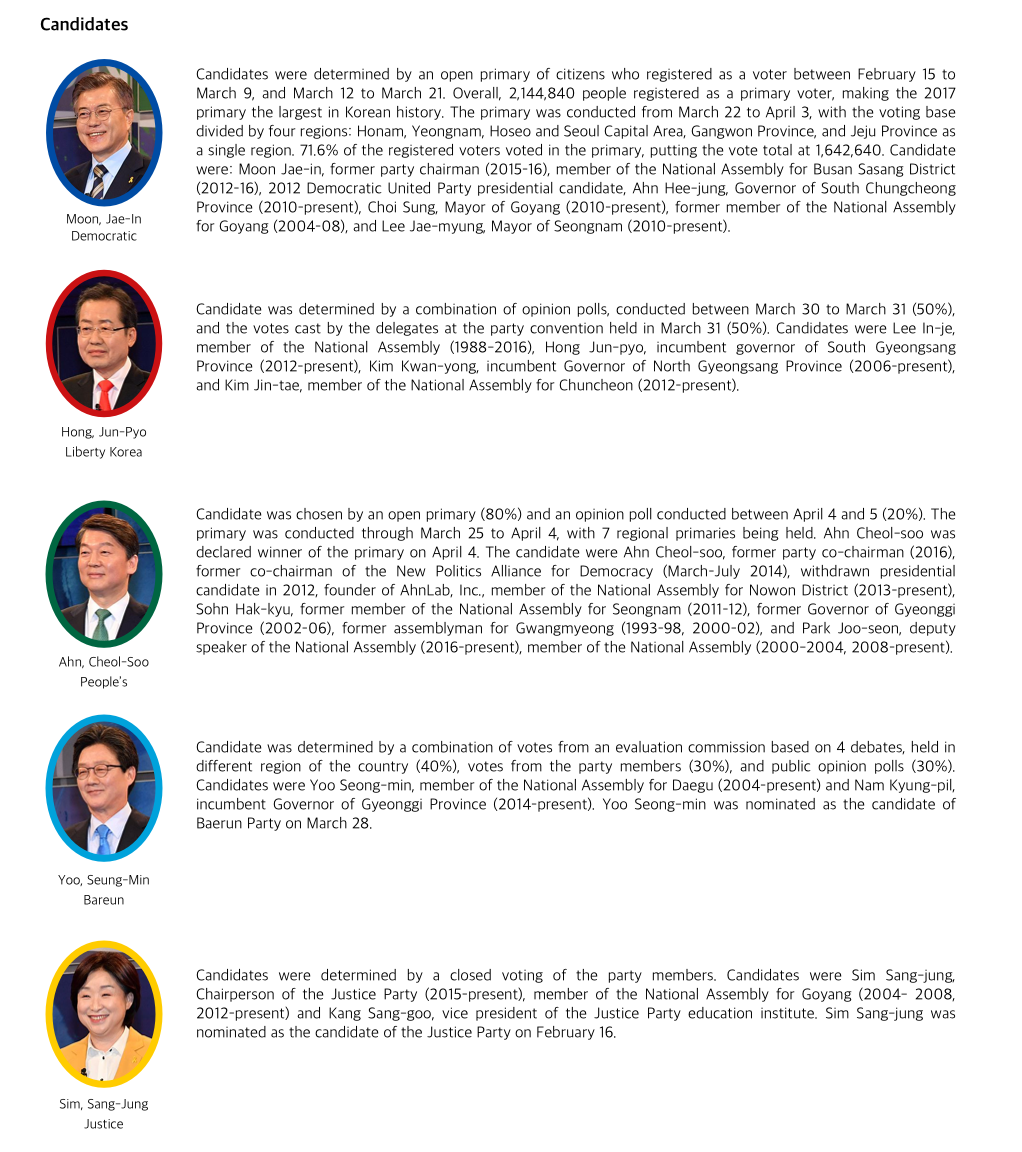 Candidates
Candidates were determined by an open primary of citizens who registered as a voter between February 15 to
March 9, and March 12 to March 21. Overall, 2,144,840 people registered as a primary voter, making the 2017
primary the largest in Korean history. The primary was conducted from March 22 to April 3, with the voting base
divided by four regions: Honam, Yeongnam, Hoseo and Seoul Capital Area, Gangwon Province, and Jeju Province as
a single region. 71.6% of the registered voters voted in the primary, putting the vote total at 1,642,640. Candidate
were: Moon Jae-in, former party chairman (2015-16), member of the National Assembly for Busan Sasang District
(2012-16), 2012 Democratic United Party presidential candidate, Ahn Hee-jung, Governor of South Chungcheong
Province (2010-present), Choi Sung, Mayor of Goyang (2010-present), former member of the National Assembly
for Goyang (2004-08), and Lee Jae-myung, Mayor of Seongnam (2010-present).
Moon, Jae-In
Democratic
Candidate was determined by a combination of opinion polls, conducted between March 30 to March 31 (50%),
and the votes cast by the delegates at the party convention held in March 31 (50%). Candidates were Lee In-je,
member of the National Assembly (1988-2016), Hong Jun-pyo, incumbent governor of South Gyeongsang
Province (2012-present), Kim Kwan-yong, incumbent Governor of North Gyeongsang Province (2006-present),
and Kim Jin-tae, member of the National Assembly for Chuncheon (2012-present).
Hong, Jun-Pyo
Liberty Korea
Candidate was chosen by an open primary (80%) and an opinion poll conducted between April 4 and 5 (20%). The
primary was conducted through March 25 to April 4, with 7 regional primaries being held. Ahn Cheol-soo was
declared winner of the primary on April 4. The candidate were Ahn Cheol-soo, former party co-chairman (2016),
former co-chairman of the New Politics Alliance for Democracy (March-July 2014), withdrawn presidential
candidate in 2012, founder of AhnLab, Inc., member of the National Assembly for Nowon District (2013-present),
Sohn Hak-kyu, former member of the National Assembly for Seongnam (2011-12), former Governor of Gyeonggi
Province (2002-06), former assemblyman for Gwangmyeong (1993-98, 2000-02), and Park Joo-seon, deputy
speaker of the National Assembly (2016-present), member of the National Assembly (2000-2004, 2008-present).
Ahn, Cheol-Soo
People's
Candidate was determined by a combination of votes from an evaluation commission based on 4 debates, held in
different region of the country (40%), votes from the party members (30%), and public opinion polls (30%).
Candidates were Yoo Seong-min, member of the National Assembly for Daegu (2004-present) and Nam Kyung-pil,
incumbent Governor of Gyeonggi Province (2014-present). Yoo Seong-min was nominated as the candidate of
Baerun Party on March 28.
Yoo, Seung-Min
Bareun
Candidates were determined by a closed voting of the party members. Candidates were Sim Sang-jung,
Chairperson of the Justice Party (2015-present), member of the National Assembly for Goyang (2004- 2008,
2012-present) and Kang Sang-goo, vice president of the Justice Party education institute. Sim Sang-jung was
nominated as the candidate of the Justice Party on February 16.
Sim, Sang-Jung
Justice